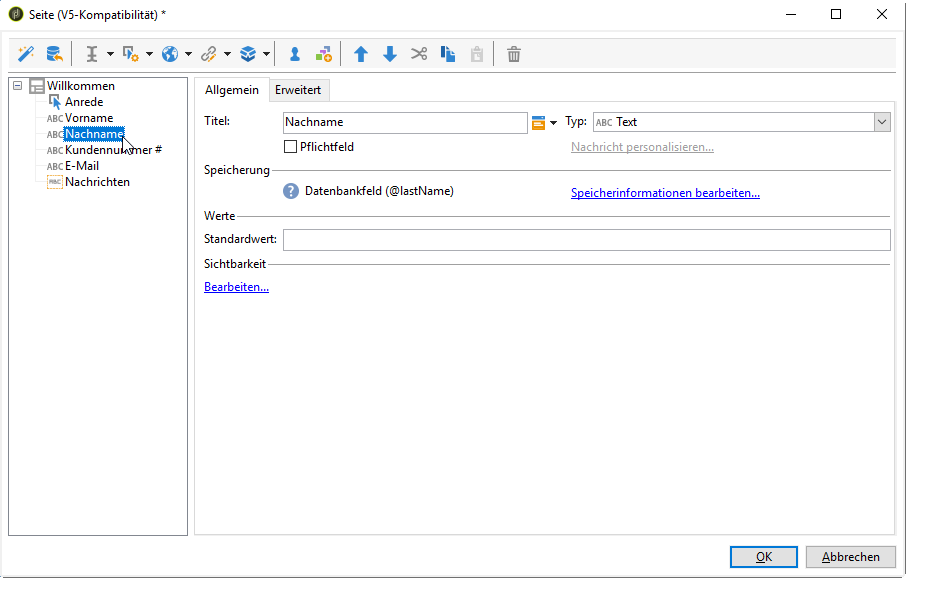 Seite (V5-Kompatibilität) *
Willkommen
Anrede
ABC Vorname
ABC Nachname
ABC Kundennummer #
ABC E-Mail
ABC Nachrichten
Allgemein Erweitert
Titel: Nachname Typ: ABC Text
Pflichtfeld Nachricht personalisieren...
Speicherung
? Datenbankfeld (@lastName) Speicherinformationen bearbeiten...
Werte
Standardwert:
Sichtbarkeit
Bearbeiten...
OK Abbrechen